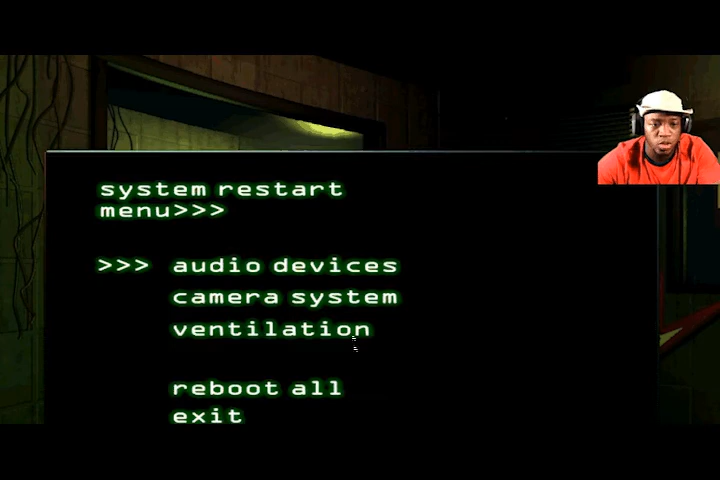 system restart
menu>>>
>>> audio devices
camera system
ventilation
reboot all
exit